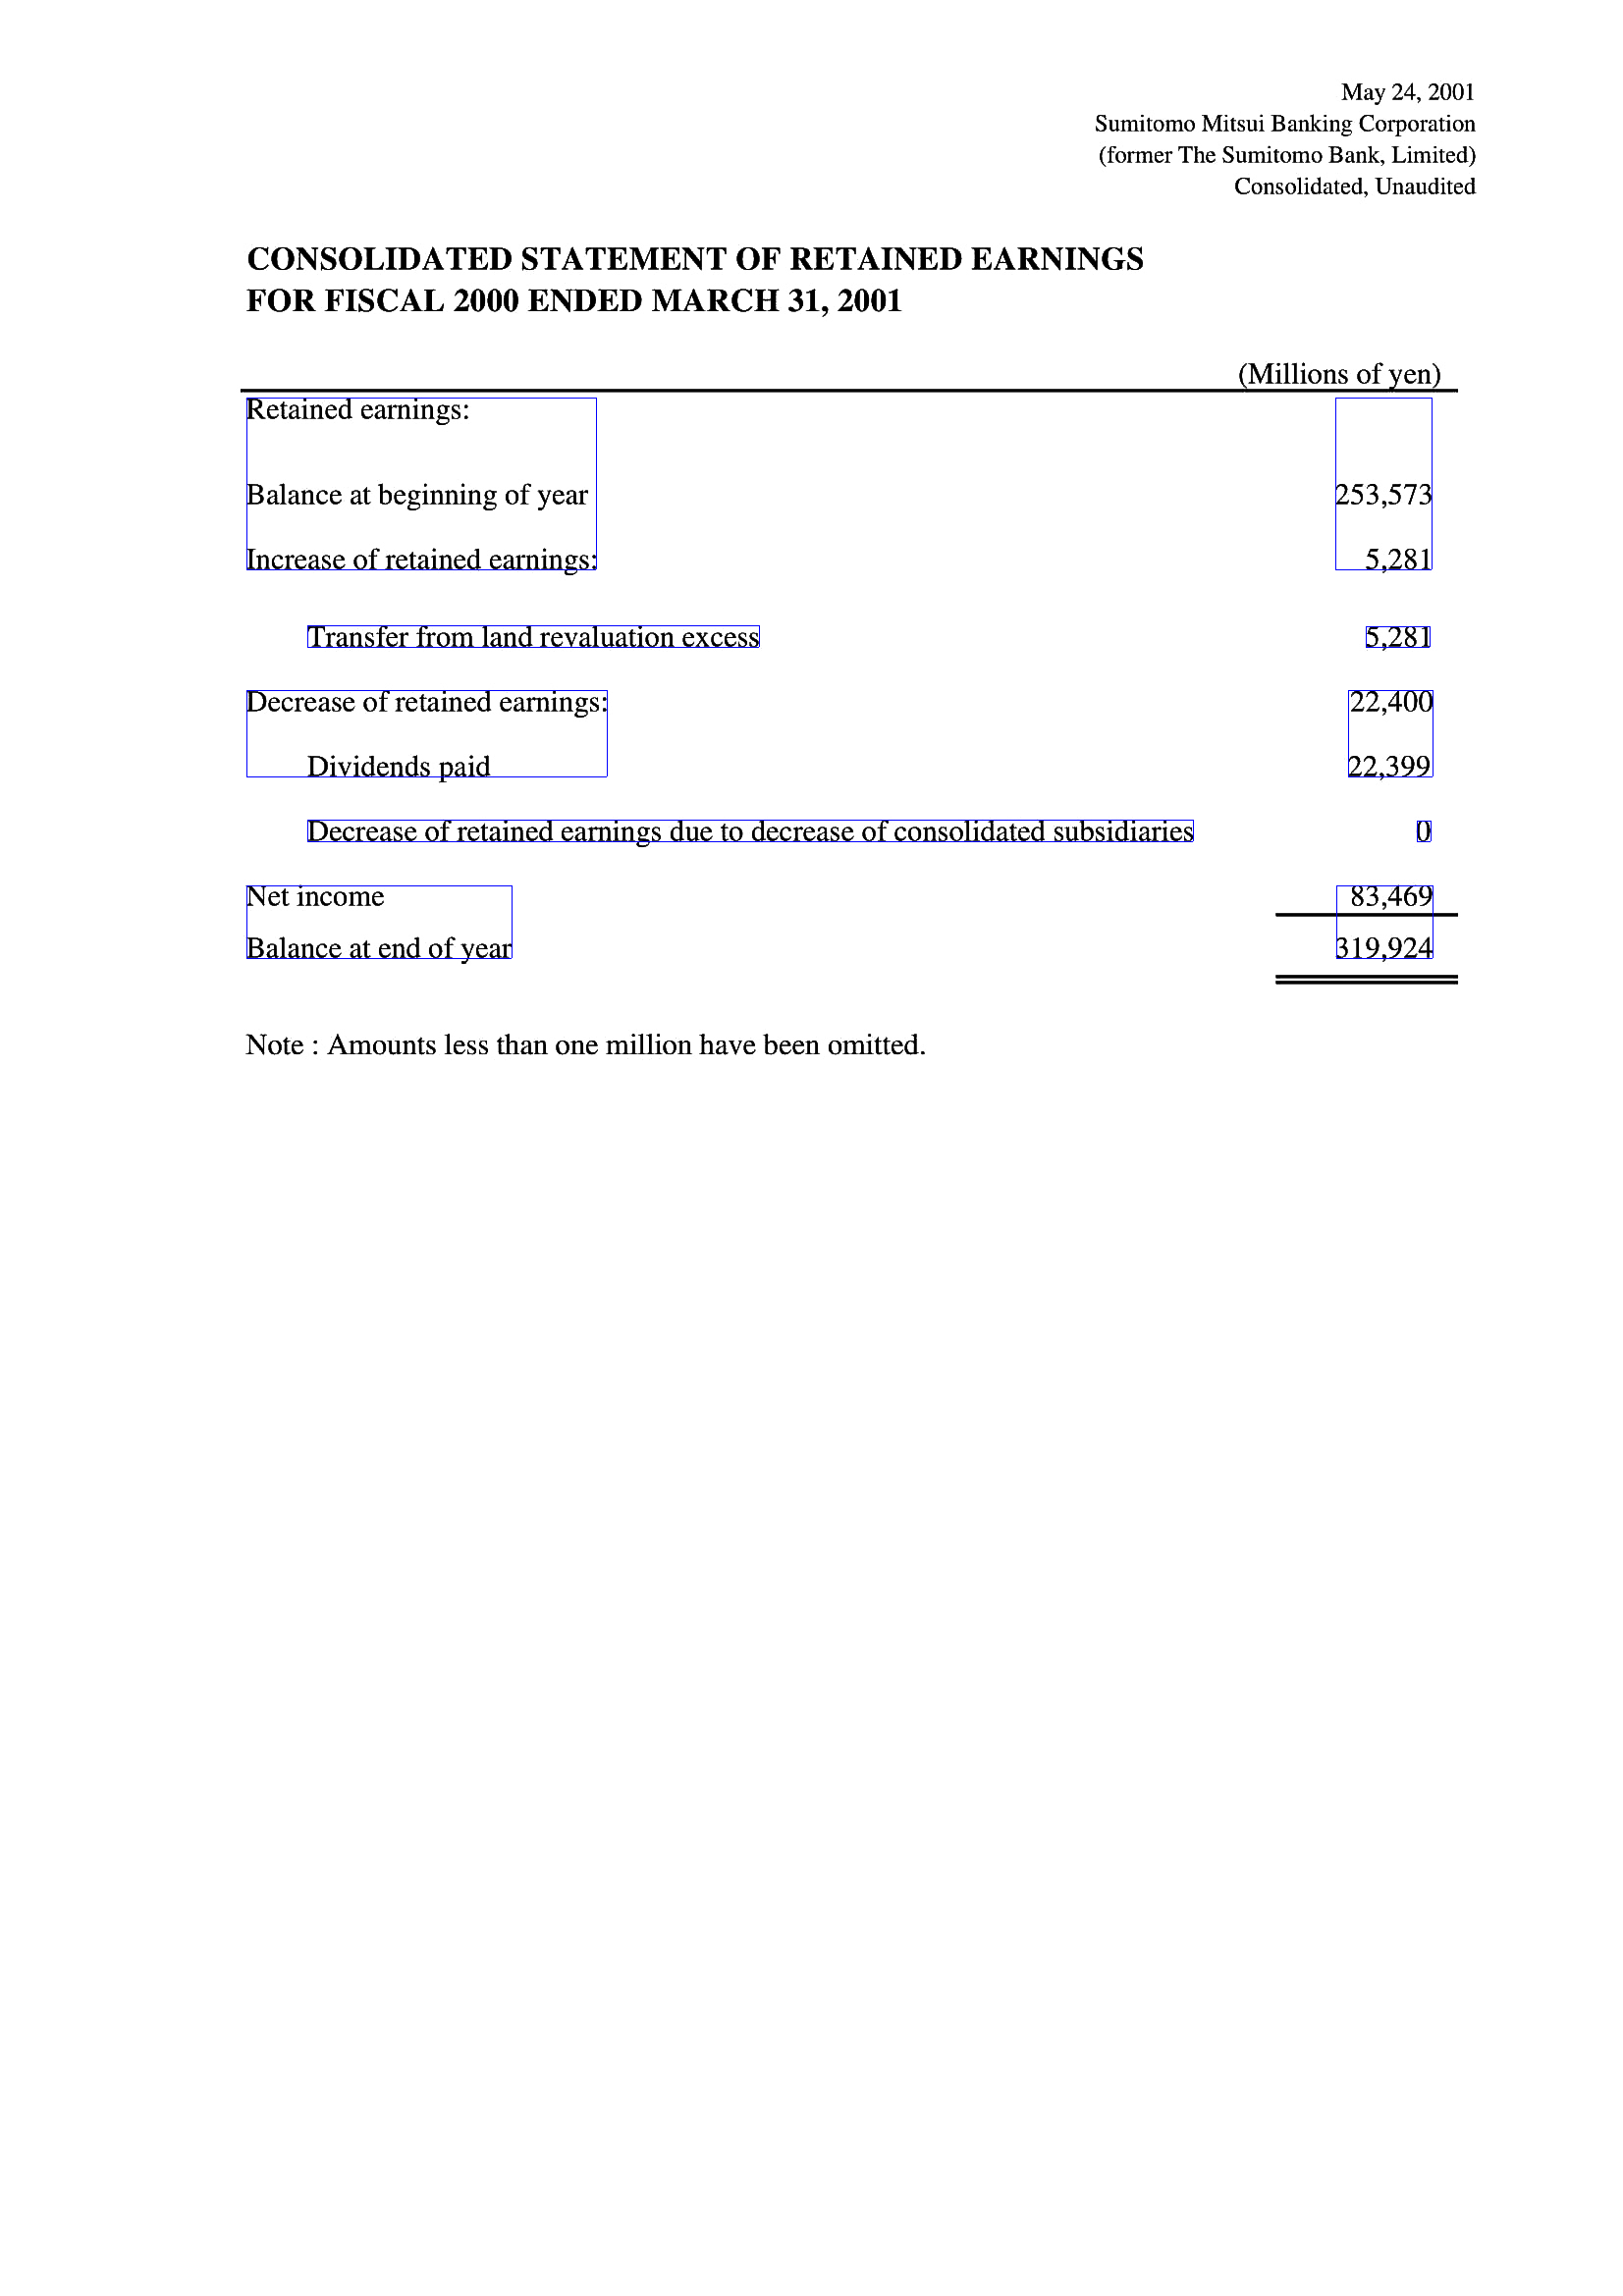 May 24, 2001
Sumitomo Mitsui Banking Corporation
(former The Sumitomo Bank, Limited)
Consolidated, Unaudited
CONSOLIDATED STATEMENT OF RETAINED EARNINGS
FOR FISCAL 2000 ENDED MARCH 31, 2001
(Millions of yen)
Retained earnings:
Balance at beginning of year 253,573
Increase of retained earnings: 5,281
Transfer from land revaluation excess 5,281
Decrease of retained earnings: 22,400
Dividends paid 22,399
Decrease of retained earnings due to decrease of consolidated subsidiaries 0
Net income 83,469
Balance at end of year 319,924
Note : Amounts less than one million have been omitted.